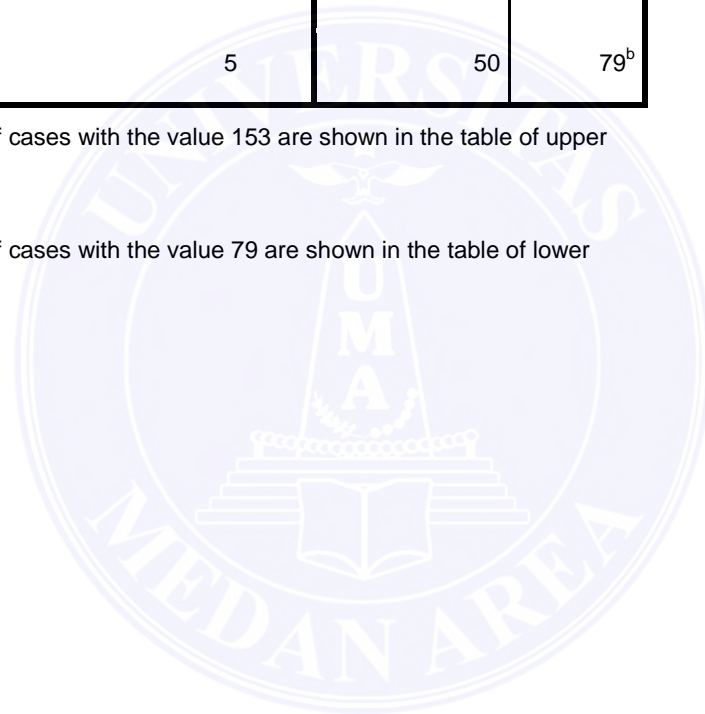 5 50 79b
f cases with the value 153 are shown in the table of upper
f cases with the value 79 are shown in the table of lower
UNIVERSITAS
U
M
A
MEDAN AREA